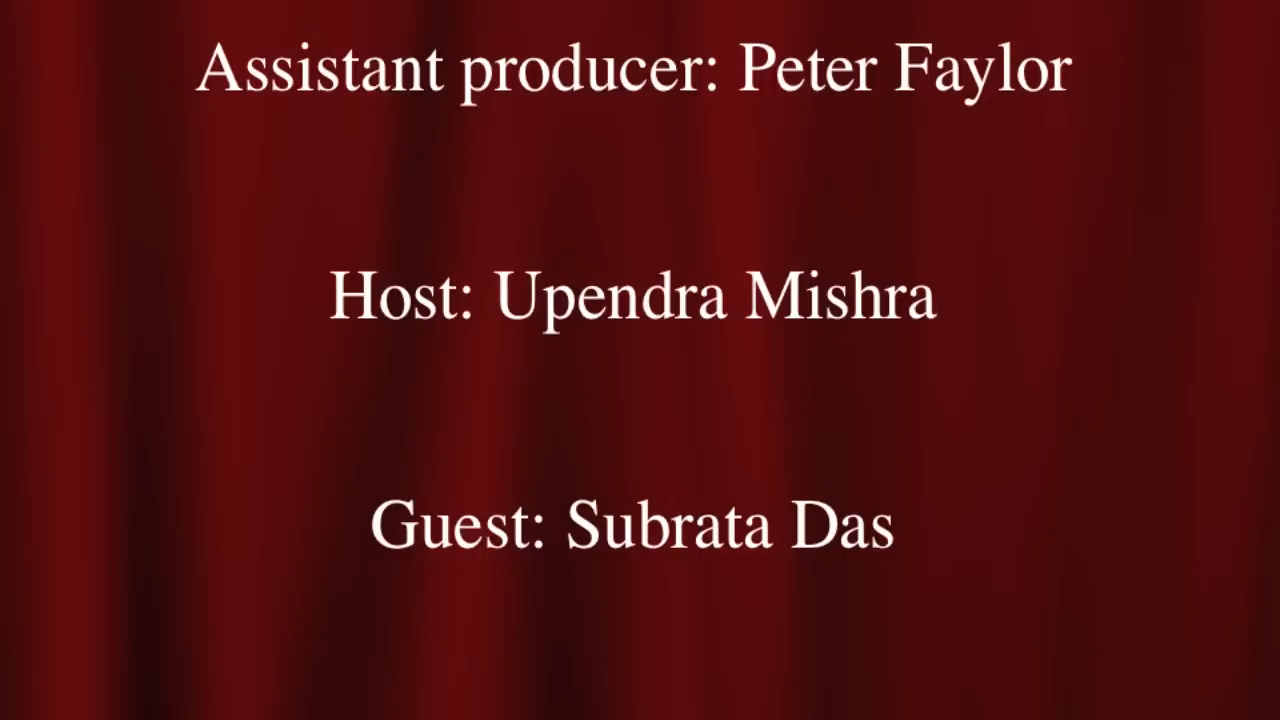 Assistant producer: Peter Faylor
Host: Upendra Mishra
Guest: Subrata Das